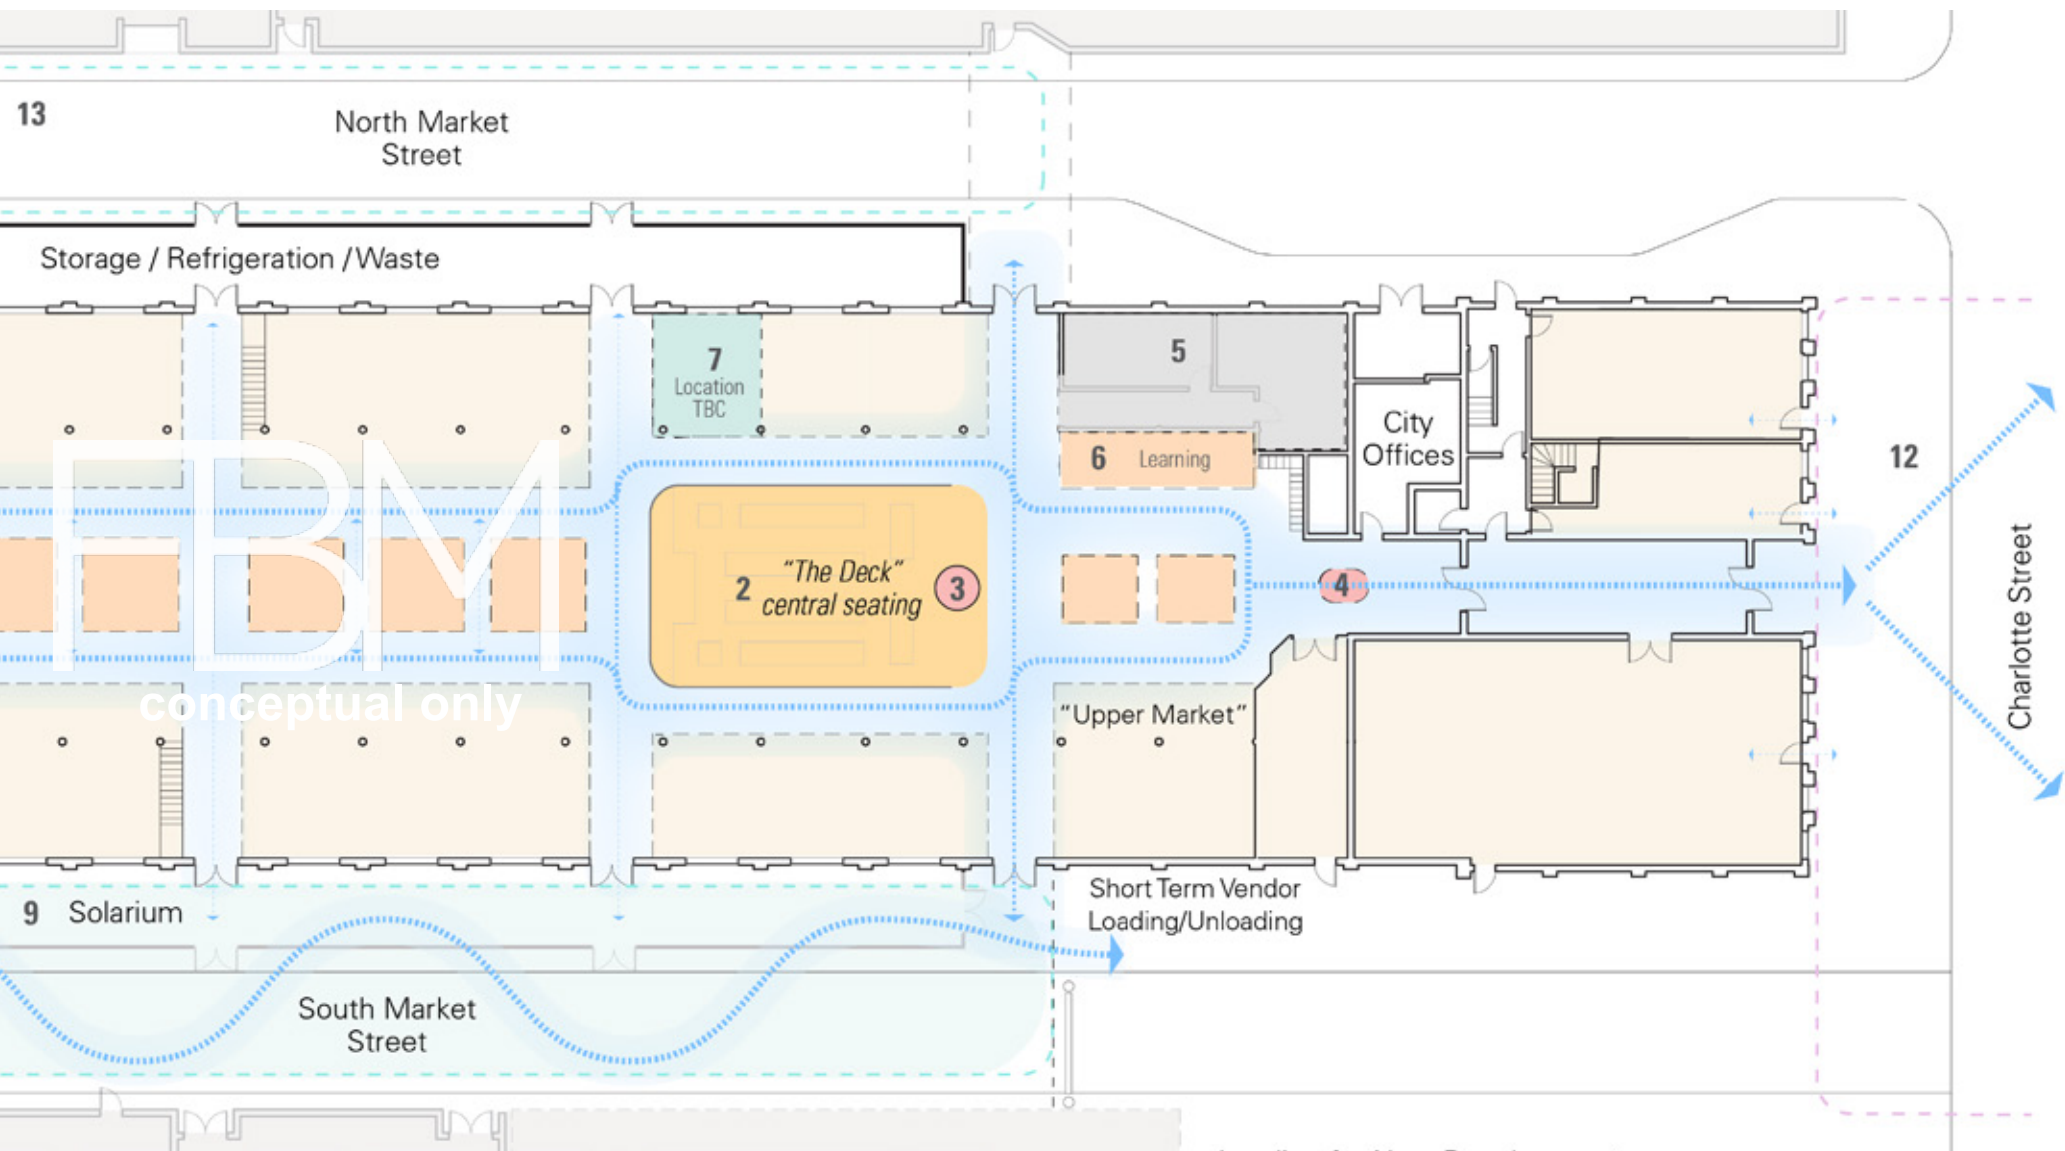 13
North Market
Street
Storage / Refrigeration / Waste
7
Location
TBC
5
6 Learning
City
Offices
12
FBM
conceptual only
2
"The Deck"
central seating
3
4
Charlotte Street
"Upper Market"
9 Solarium
Short Term Vendor
Loading/Unloading
South Market
Street